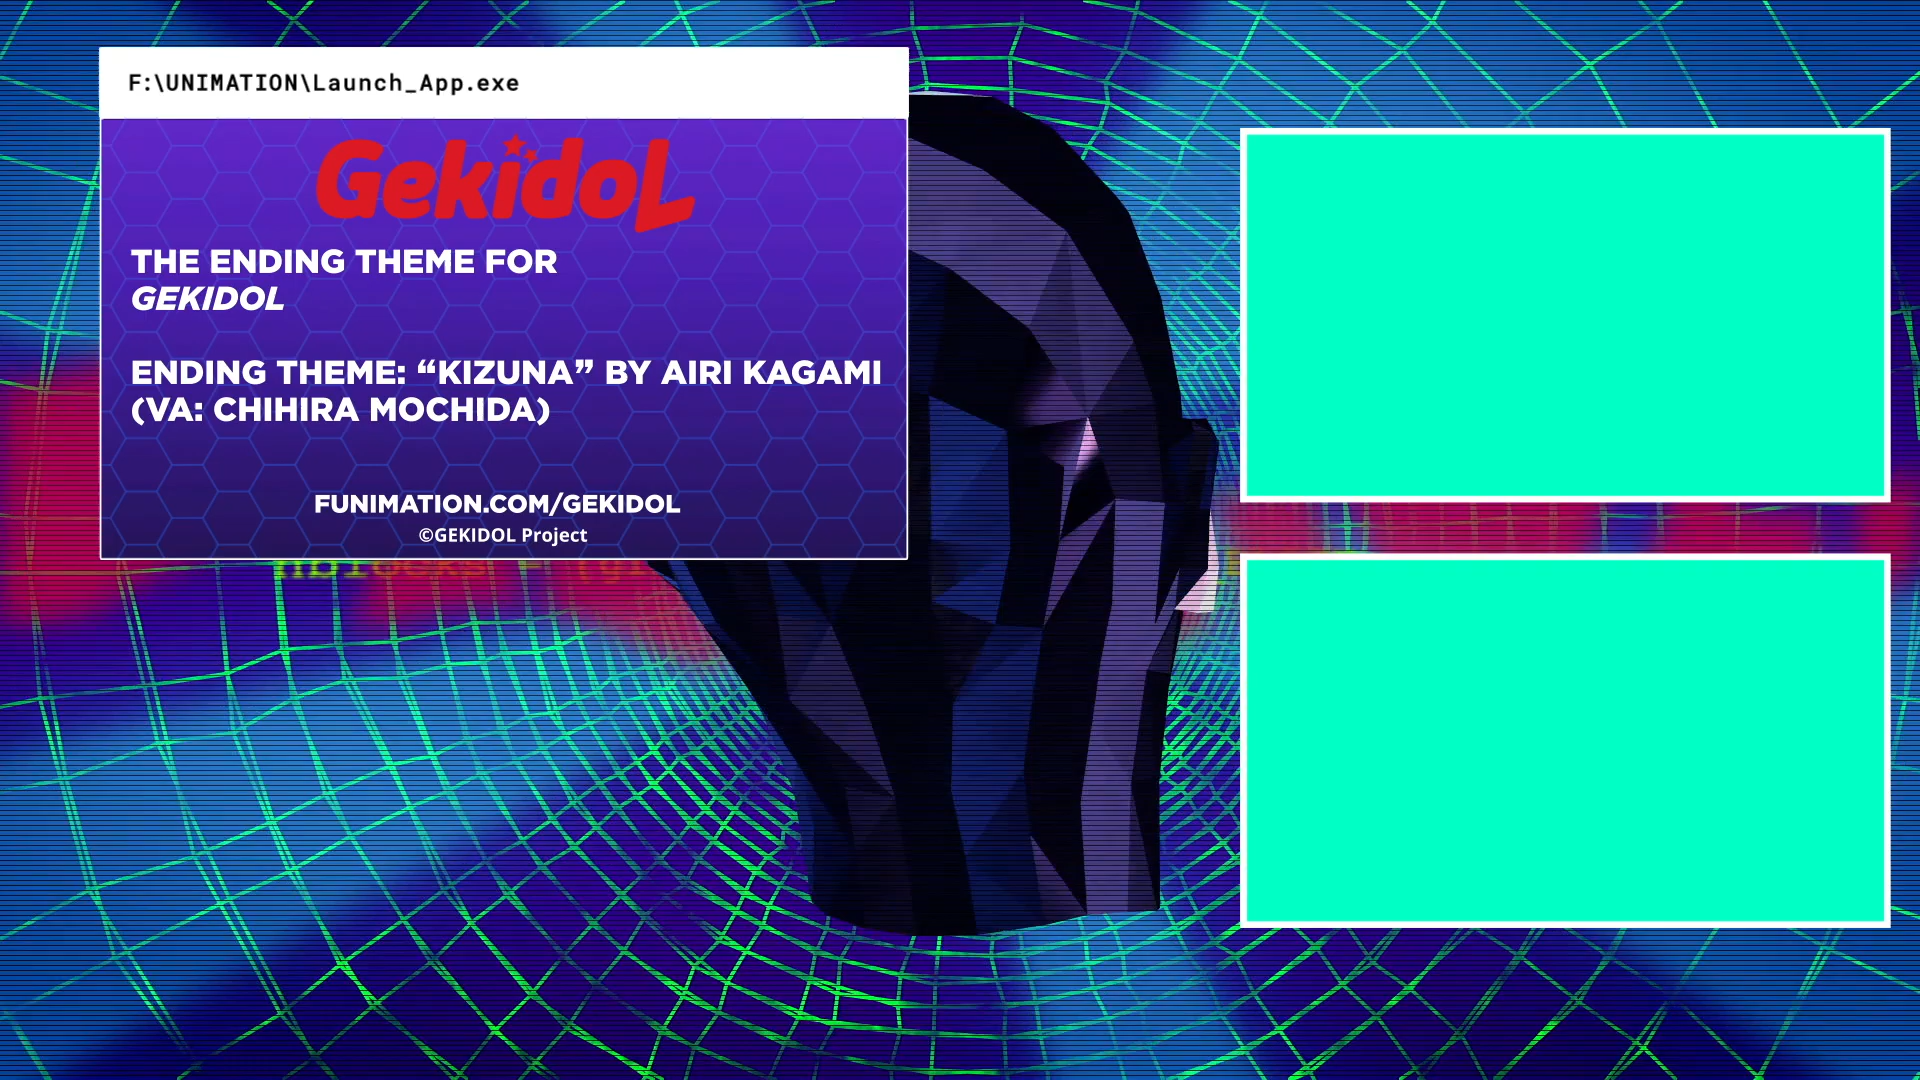 F:\UNIMATION\Launch_App.exe
Gekidol
THE ENDING THEME FOR
GEKIDOL
ENDING THEME: “KIZUNA” BY AIRI KAGAMI
(VA: CHIHIRA MOCHIDA)
FUNIMATION.COM/GEKIDOL
©GEKIDOL Project